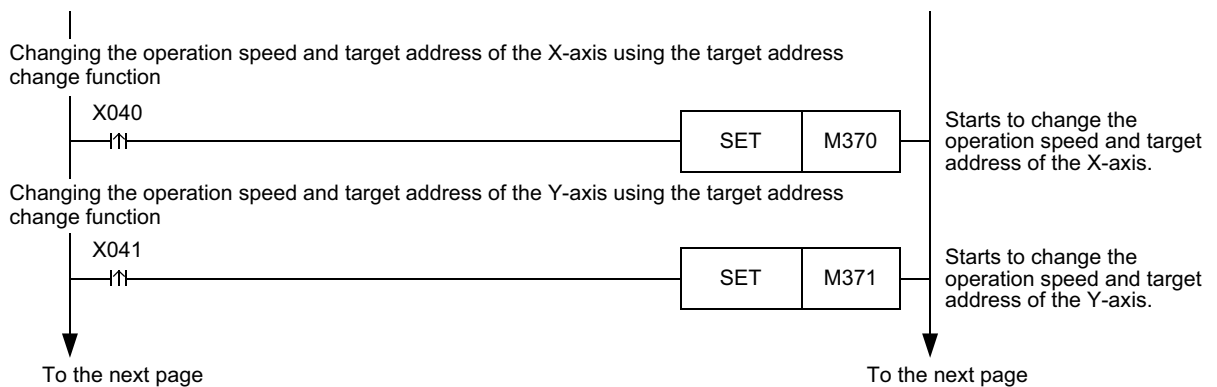 Changing the operation speed and target address of the X-axis using the target address
change function
X040
SET M370
Starts to change the
operation speed and target
address of the X-axis.
Changing the operation speed and target address of the Y-axis using the target address
change function
X041
SET M371
Starts to change the
operation speed and target
address of the Y-axis.
To the next page To the next page